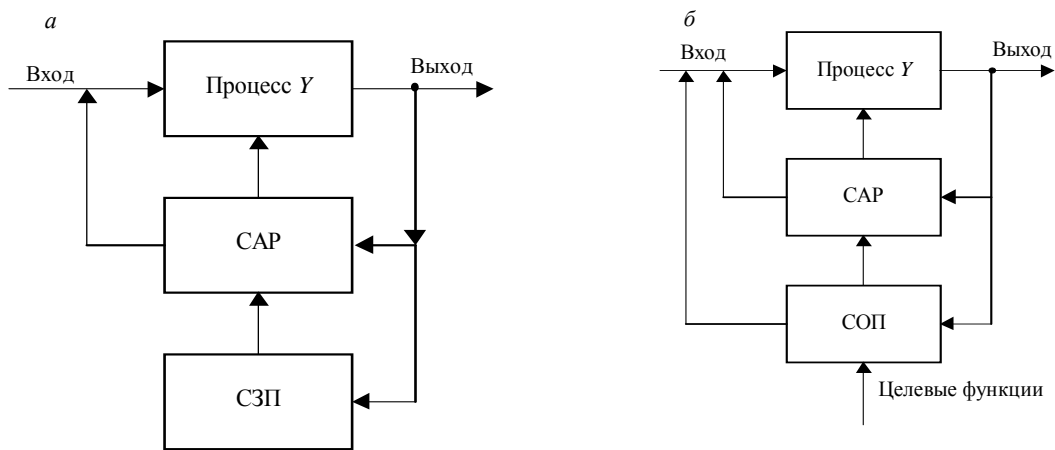 а
Вход
Процесс Y
Выход
САР
СЗП
б
Вход
Процесс Y
Выход
САР
СОП
Целевые функции